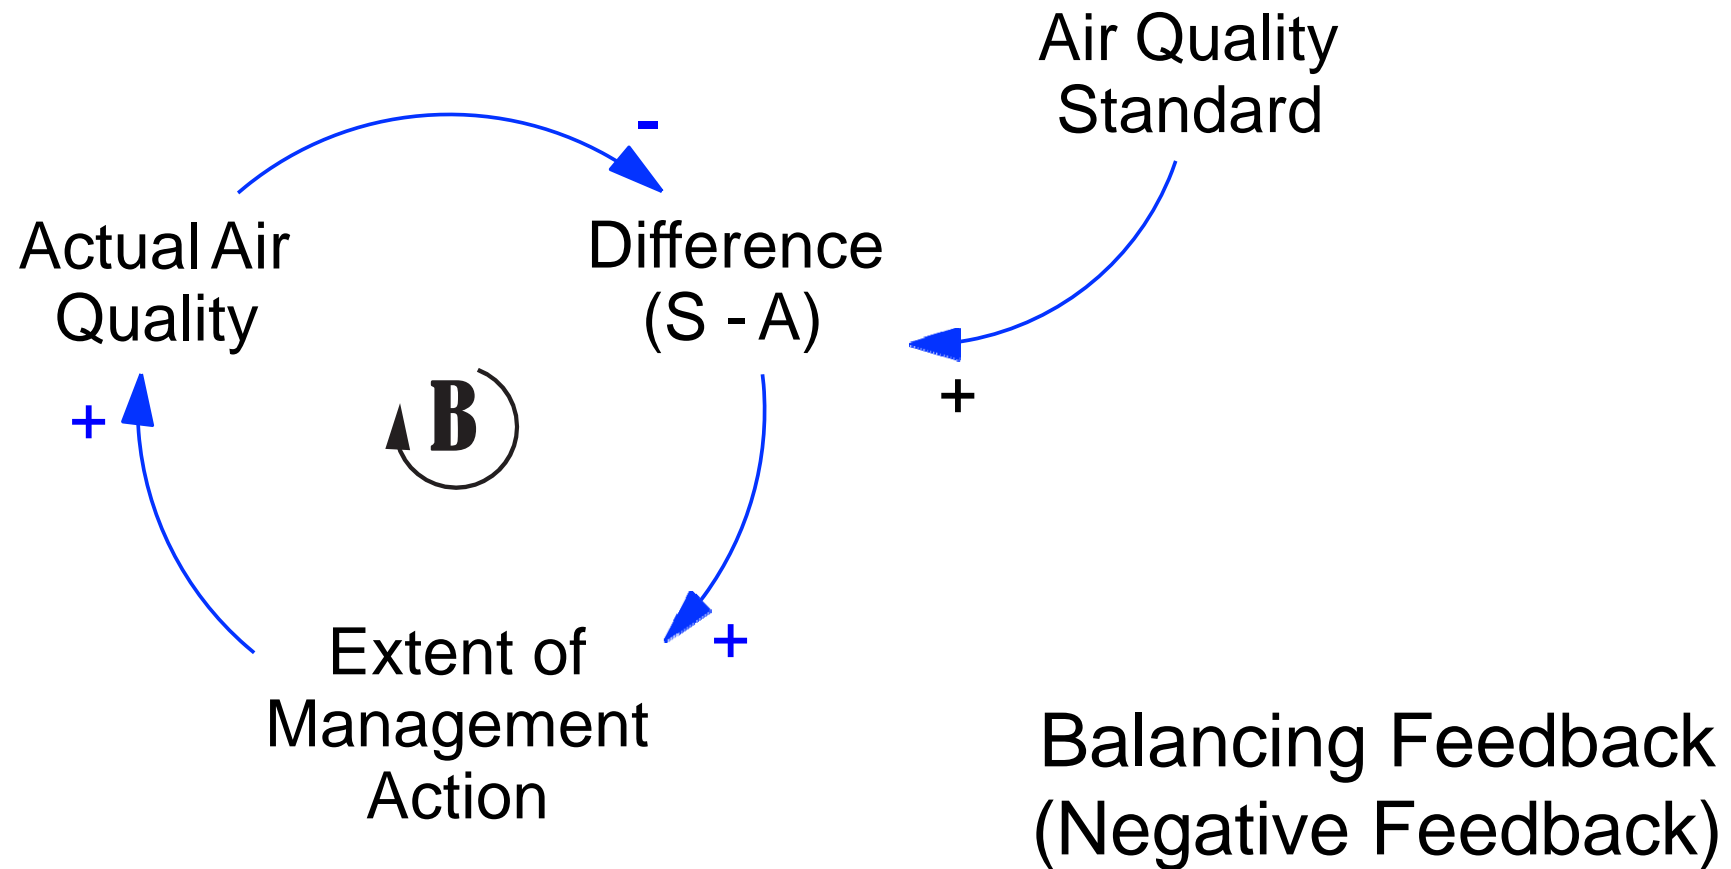 Air Quality
Standard
-
Actual Air
Quality
Difference
(S - A)
+
B
+
+
Extent of
Management
Action
Balancing Feedback
(Negative Feedback)